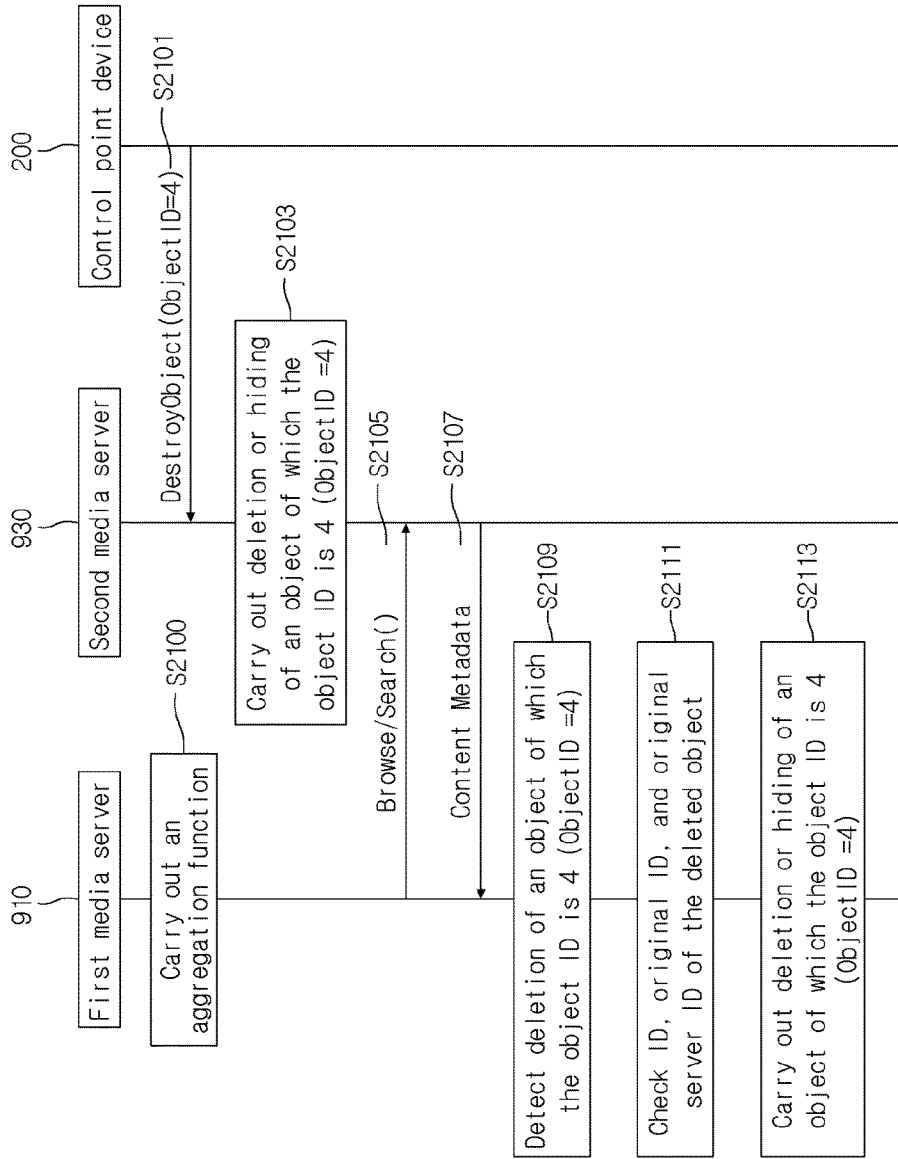 910
930
200
First media server
Second media server
Control point device
Carry out an
aggregation function
S2100
DestroyObject(ObjectID=4)
S2101
Carry out deletion or hiding
of an object of which the
object ID is 4 (ObjectID =4)
S2103
Browse/Search()
S2105
Content Metadata
S2107
Detect deletion of an object of which
the object ID is 4 (ObjectID =4)
S2109
Check ID, original ID, and original
server ID of the deleted object
S2111
Carry out deletion or hiding of an
object of which the object ID is 4
(ObjectID =4)
S2113